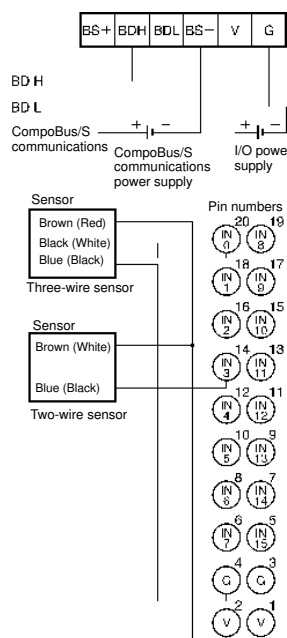 BS+ BDH BDL BS− V G
BD H
BD L
CompoBus/S
communications
+ −
CompoBus/S
communications
power supply
+ −
I/O power
supply
Sensor
Brown (Red)
Black (White)
Blue (Black)
Three-wire sensor
Sensor
Brown (White)
Blue (Black)
Two-wire sensor
Pin numbers
20 19
IN 0 IN 8
18 17
IN 1 IN 9
16 15
IN 2 IN 10
14 13
IN 3 IN 11
12 11
IN 4 IN 12
10 9
IN 5 IN 13
8 7
IN 6 IN 14
6 5
IN 7 IN 15
4 3
G G
2 1
V V